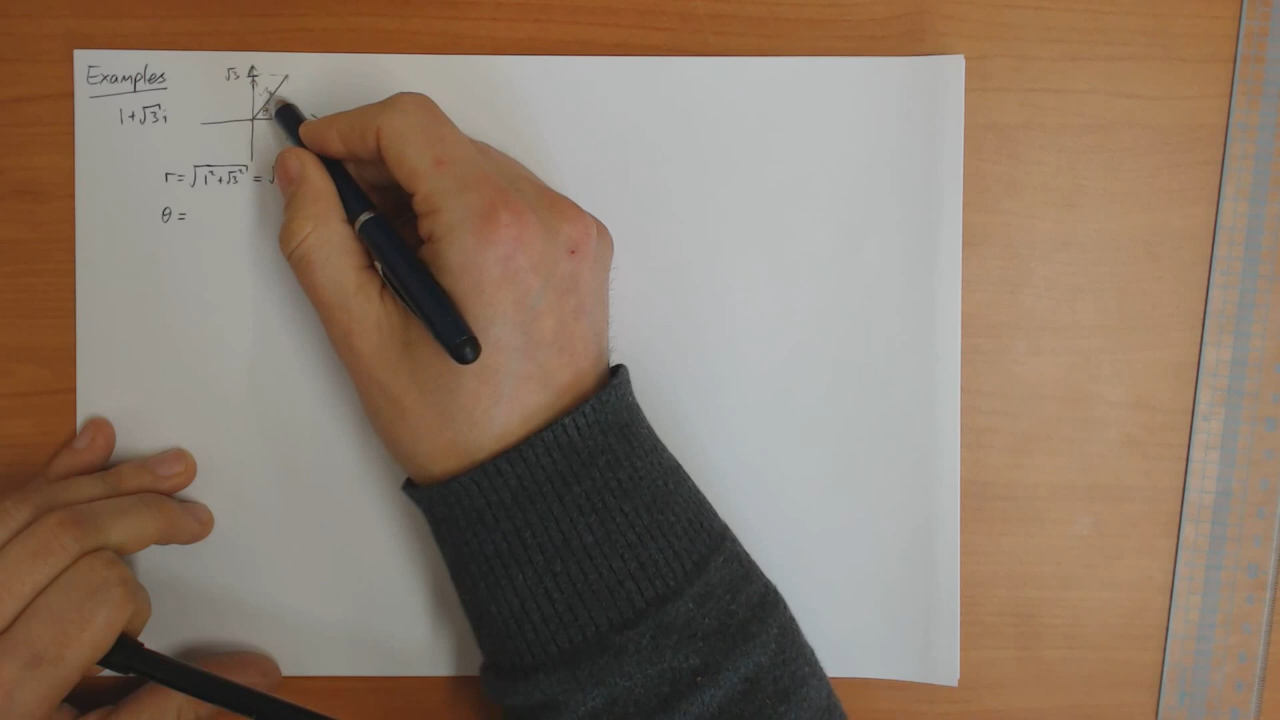 Examples
√3
1+√3i
r
θ
r = √1²+√3² = √
θ =